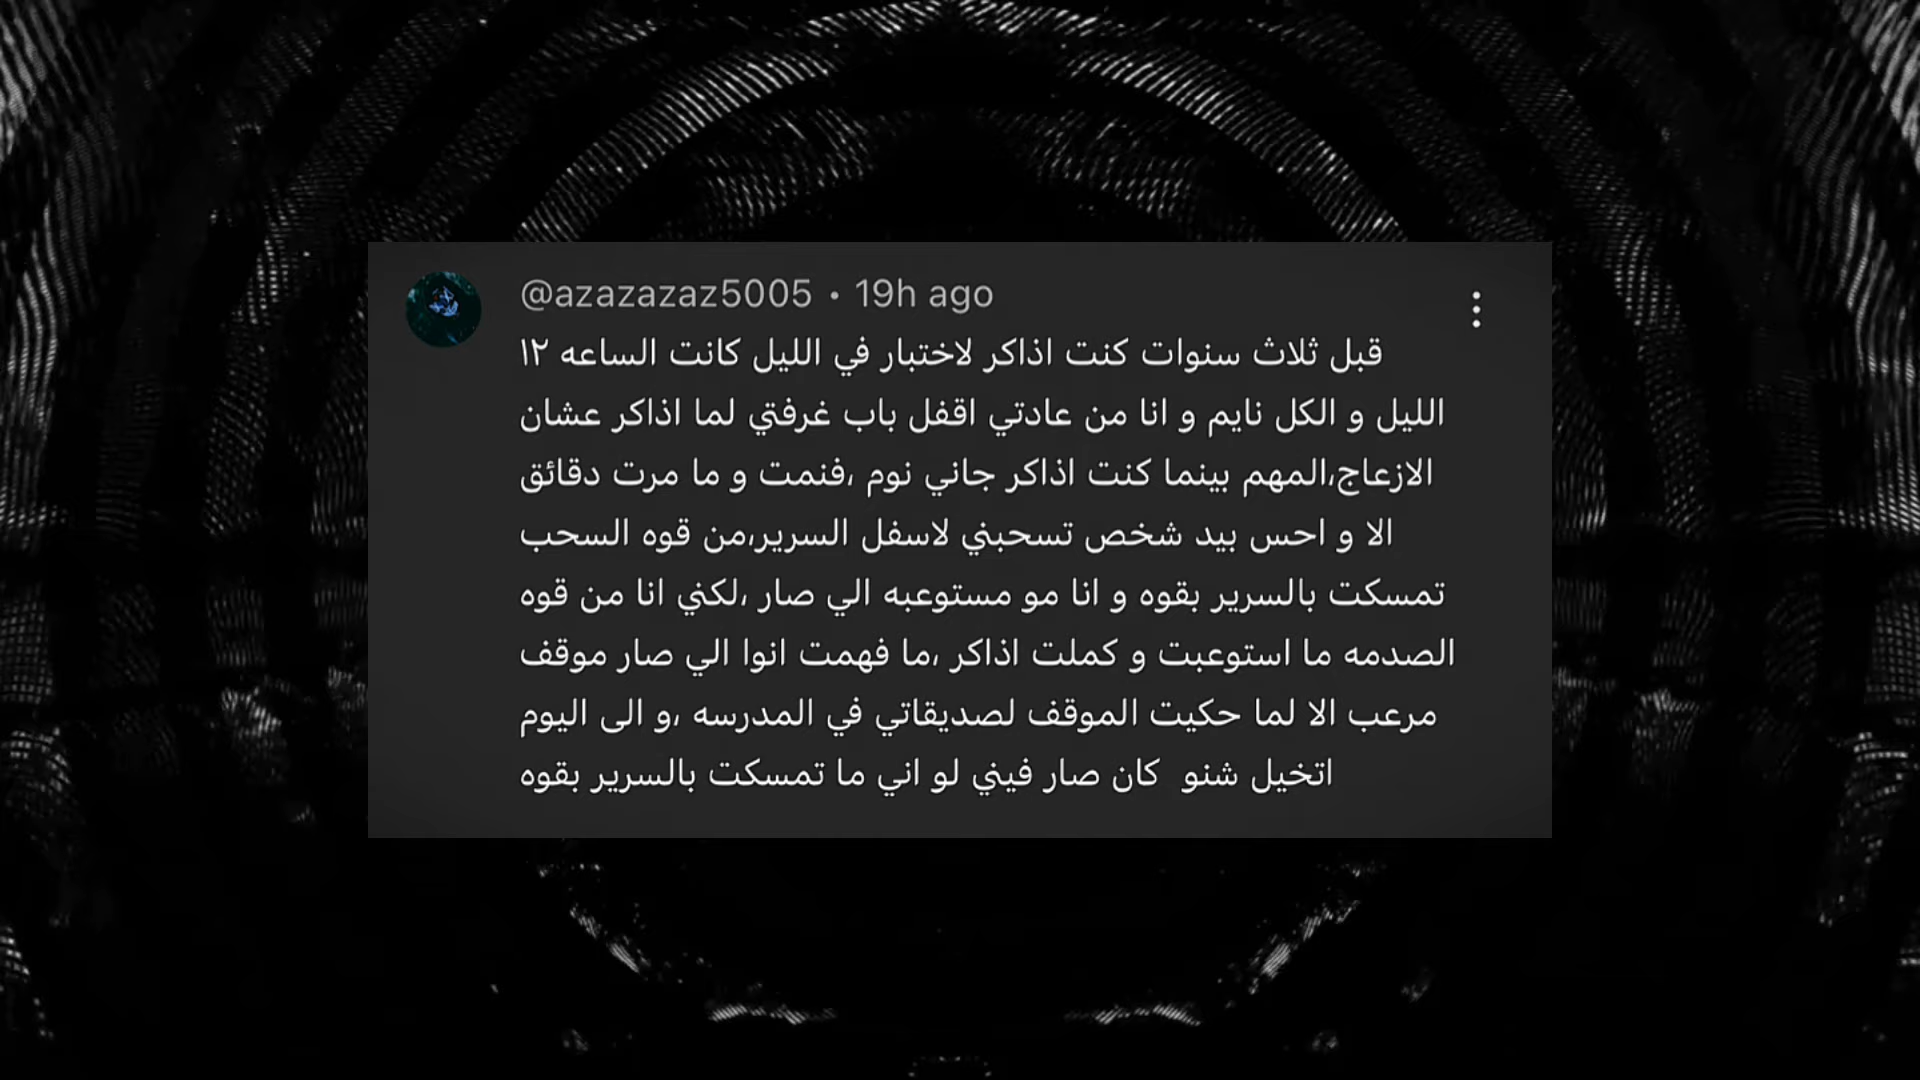 @azazazaz5005 • 19h ago
قبل ثلاث سنوات كنت اذاكر لاختبار في الليل كانت الساعه ١٢
الليل و الكل نايم و انا من عادتي اقفل باب غرفتي لما اذاكر عشان
الازعاج،المهم بينما كنت اذاكر جاني نوم ،فنمت و ما مرت دقائق
الا و احس بيد شخص تسحبني لاسفل السرير،من قوه السحب
تمسكت بالسرير بقوه و انا مو مستوعبه الي صار ،لكني انا من قوه
الصدمه ما استوعبت و كملت اذاكر ،ما فهمت انوا الي صار موقف
مرعب الا لما حكيت الموقف لصديقاتي في المدرسه ،و الى اليوم
اتخيل شنو كان صار فيني لو اني ما تمسكت بالسرير بقوه